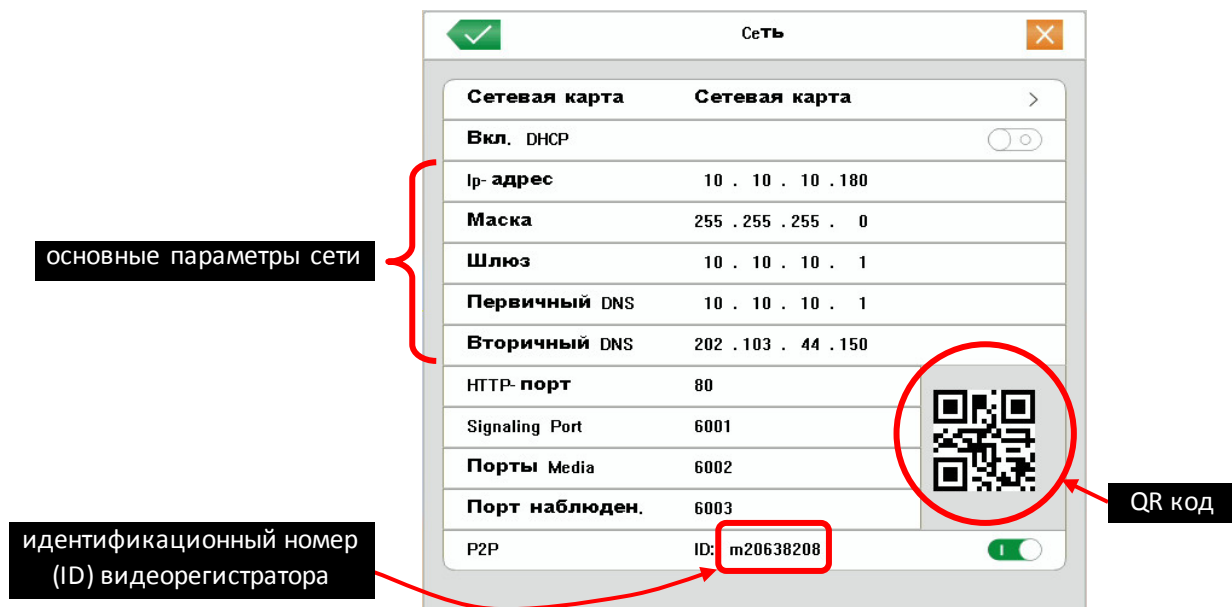 Сеть
Сетевая карта Сетевая карта >
Вкл. DHCP
Ip-адрес 10 . 10 . 10 .180
Маска 255 .255 .255 . 0
основные параметры сети
Шлюз 10 . 10 . 10 . 1
Первичный DNS 10 . 10 . 10 . 1
Вторичный DNS 202 .103 . 44 .150
HTTP-порт 80
Signaling Port 6001
Порты Media 6002
Порт наблюден. 6003
QR код
P2P ID: m20638208
идентификационный номер
(ID) видеорегистратора